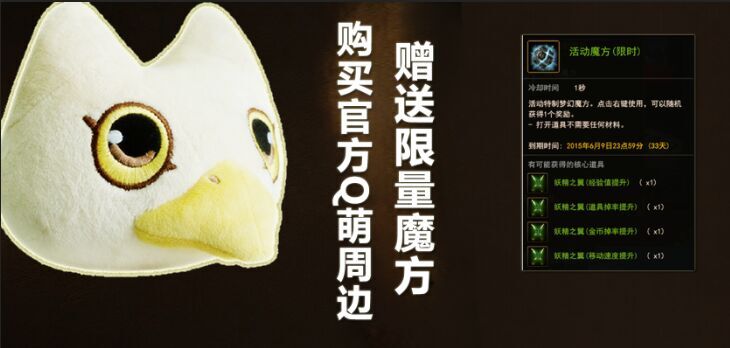 购买官方Q萌周边
赠送限量魔方
活动魔方(限时)
冷却时间 1秒
活动特制梦幻魔方。点击右键使用，可以随机
获得1个奖励。
- 打开道具不需要任何材料。
到期时间：2015年6月9日23点59分 (33天)
有可能获得的核心道具
妖精之翼(经验值提升) ( x1)
妖精之翼(道具掉率提升) ( x1)
妖精之翼(金币掉率提升) ( x1)
妖精之翼(移动速度提升) ( x1)